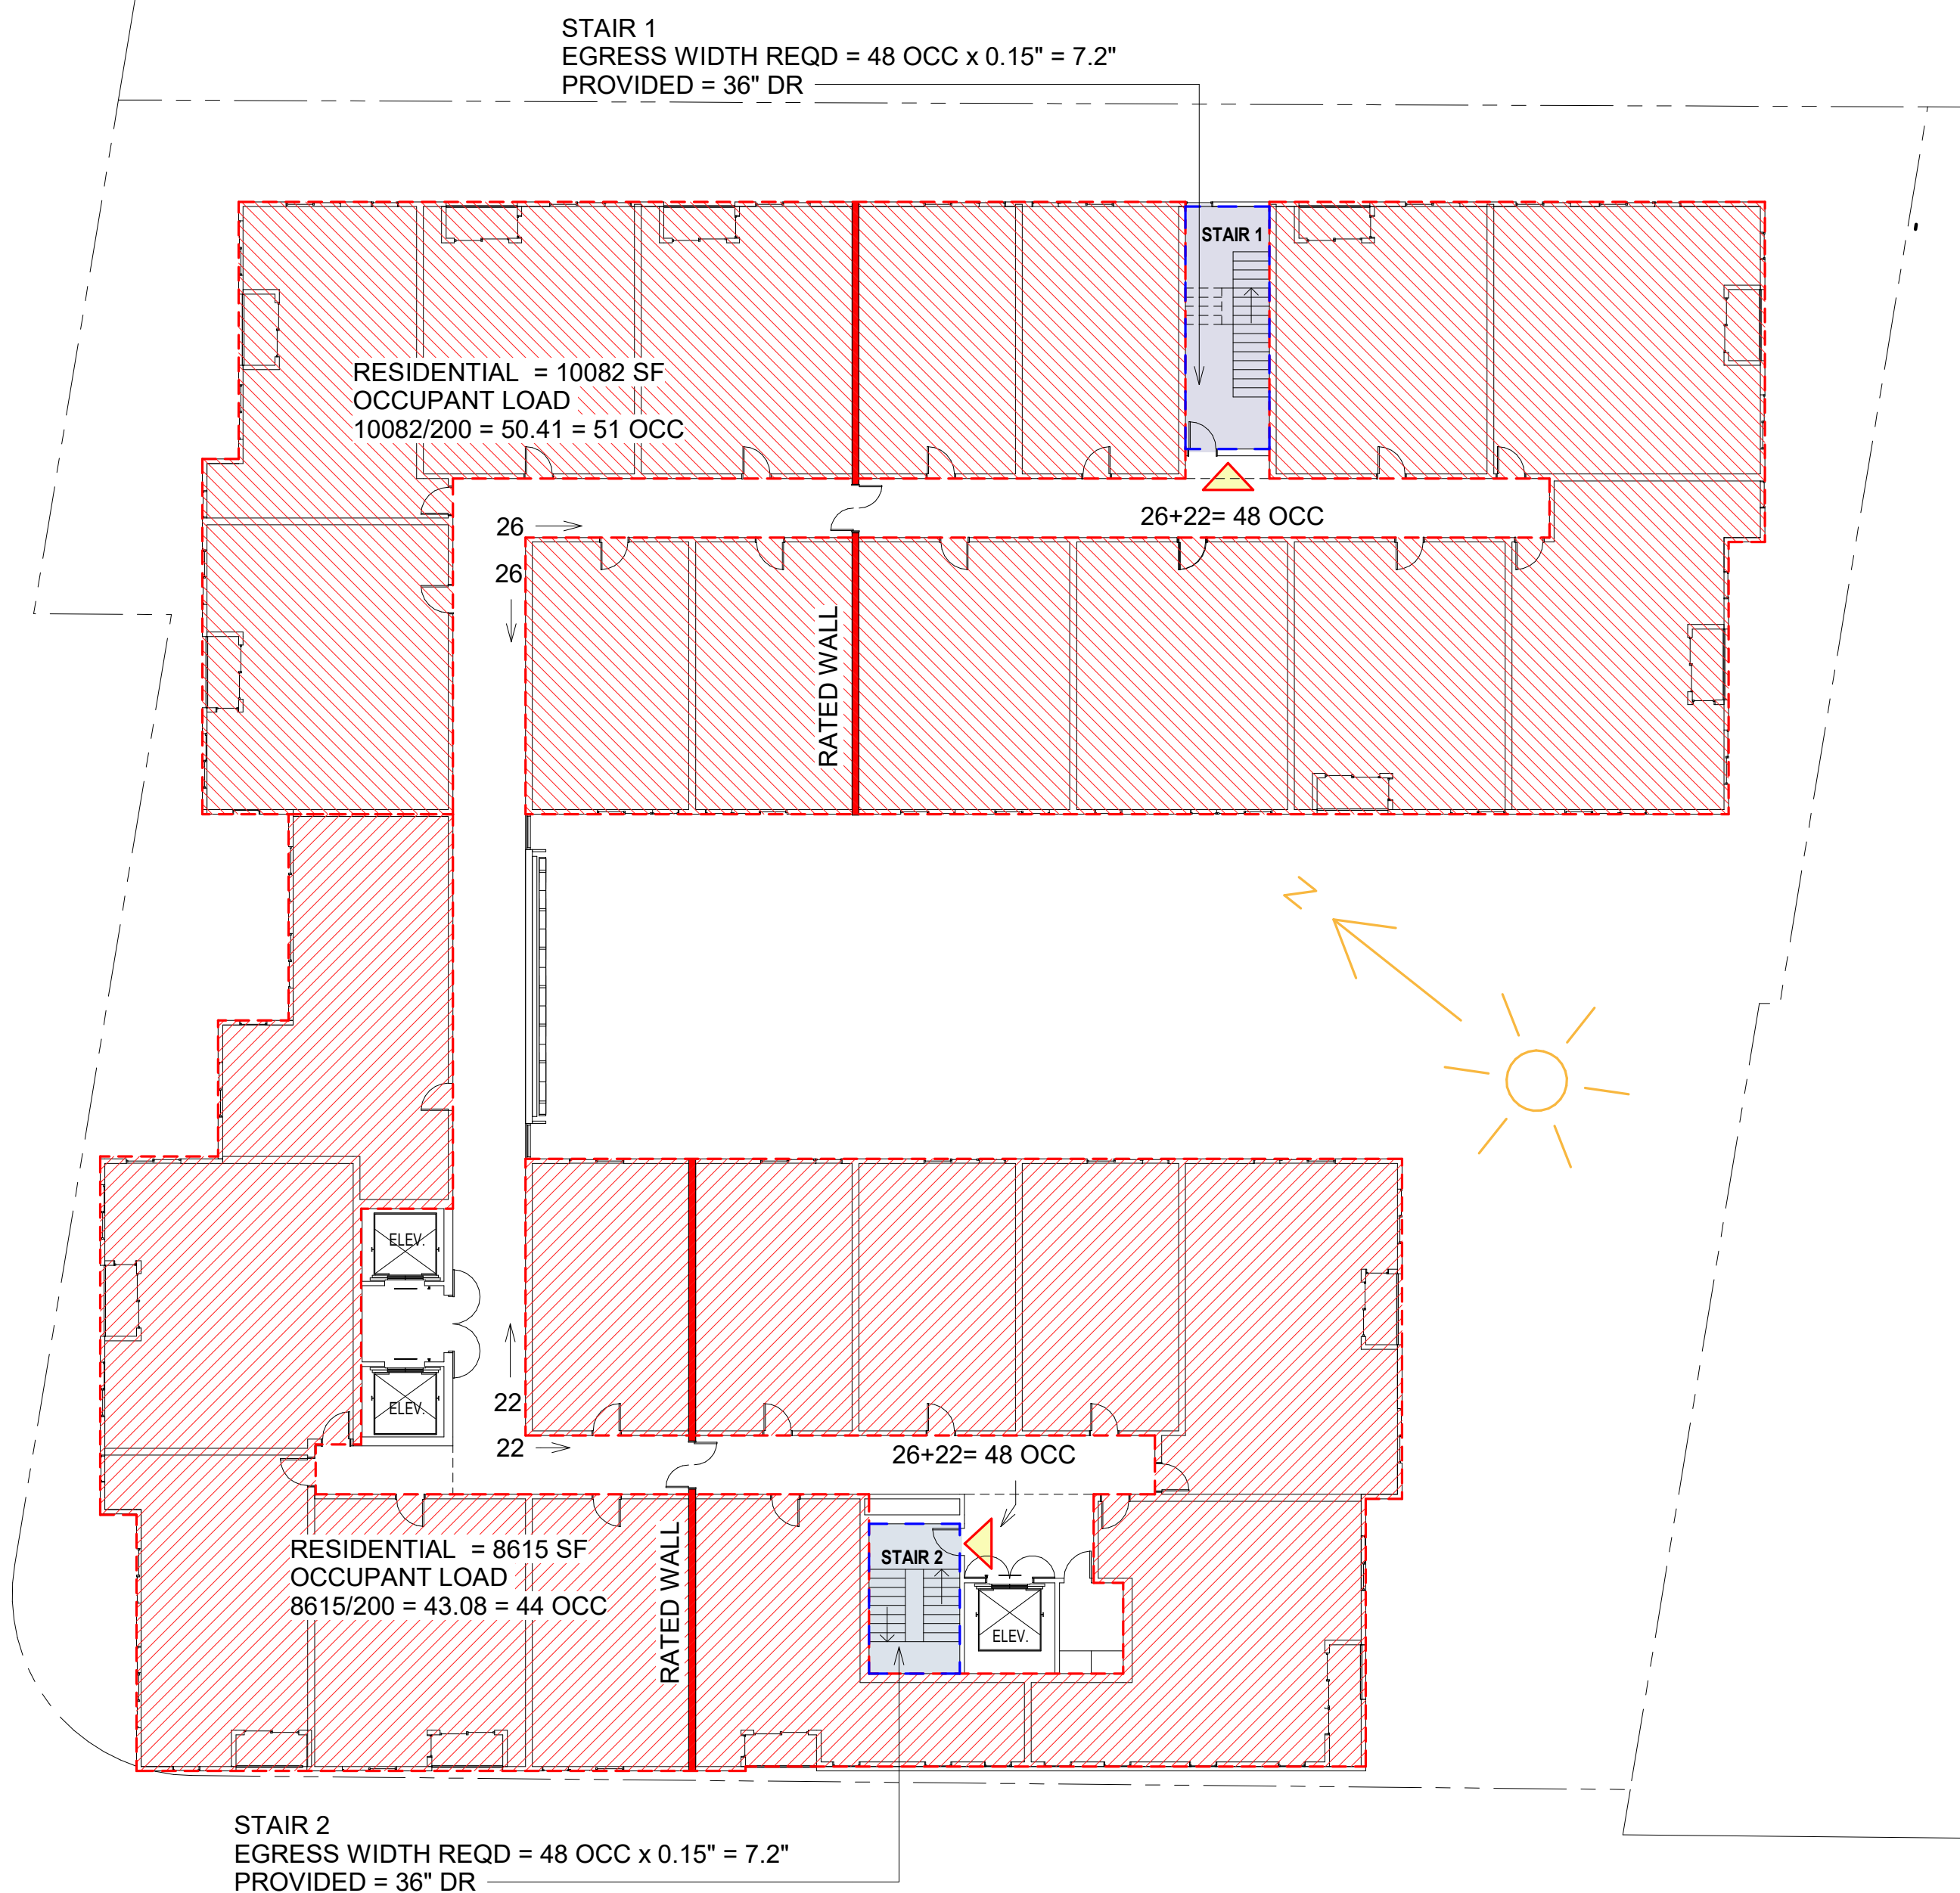 STAIR 1
EGRESS WIDTH REQD = 48 OCC x 0.15" = 7.2"
PROVIDED = 36" DR
STAIR 1
RESIDENTIAL = 10082 SF
OCCUPANT LOAD
10082/200 = 50.41 = 51 OCC
26
26+22= 48 OCC
26
RATED WALL
N
ELEV.
ELEV.
22
22
26+22= 48 OCC
RESIDENTIAL = 8615 SF
OCCUPANT LOAD
8615/200 = 43.08 = 44 OCC
RATED WALL
STAIR 2
ELEV.
STAIR 2
EGRESS WIDTH REQD = 48 OCC x 0.15" = 7.2"
PROVIDED = 36" DR